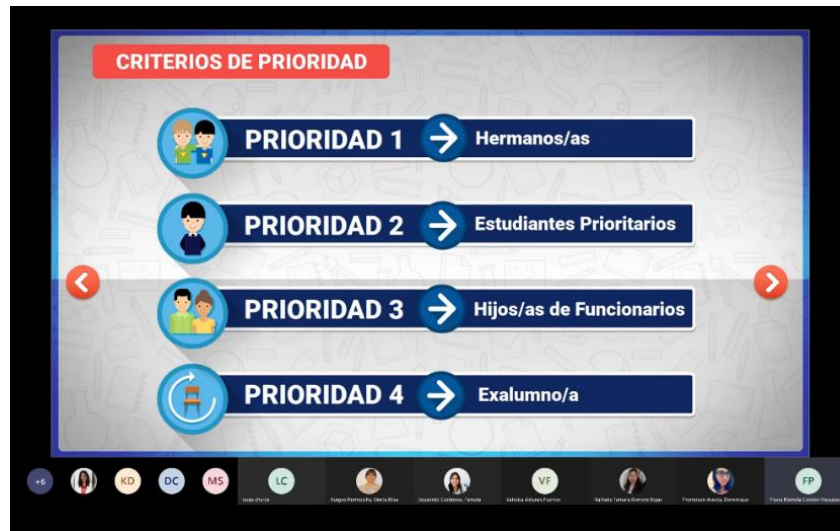 CRITERIOS DE PRIORIDAD
PRIORIDAD 1 Hermanos/as
PRIORIDAD 2 Estudiantes Prioritarios
PRIORIDAD 3 Hijos/as de Funcionarios
PRIORIDAD 4 Exalumno/a
+6 KD DC MS LC VF FP